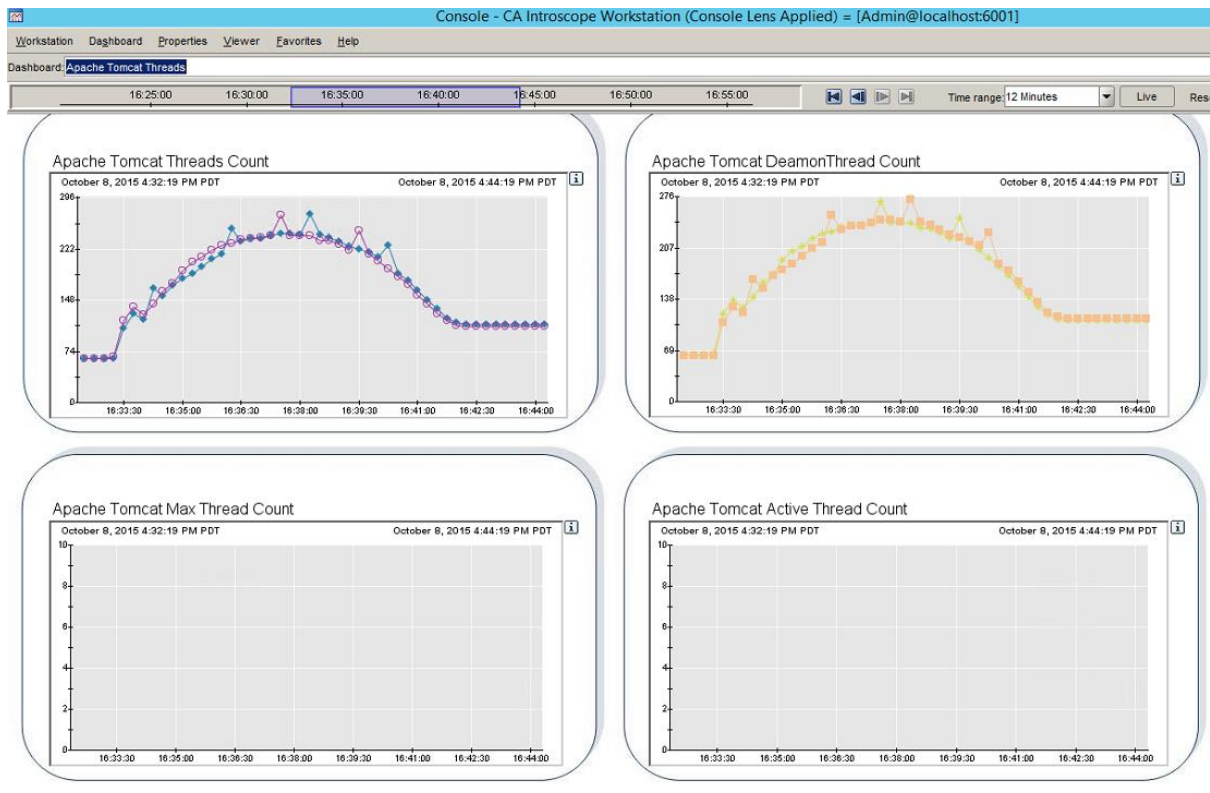 Console - CA Introscope Workstation (Console Lens Applied) = [Admin@localhost:6001]
Workstation Dashboard Properties Viewer Favorites Help
Dashboard: Apache Tomcat Threads
16:25:00 16:30:00 16:35:00 16:40:00 16:45:00 16:50:00 16:55:00 Time range: 12 Minutes Live Res
Apache Tomcat Threads Count
October 8, 2015 4:32:19 PM PDT October 8, 2015 4:44:19 PM PDT i
296
222
148
74
0
16:33:30 16:35:00 16:36:30 16:38:00 16:39:30 16:41:00 16:42:30 16:44:00
Apache Tomcat DeamonThread Count
October 8, 2015 4:32:19 PM PDT October 8, 2015 4:44:19 PM PDT i
276
207
138
69
0
16:33:30 16:35:00 16:36:30 16:38:00 16:39:30 16:41:00 16:42:30 16:44:00
Apache Tomcat Max Thread Count
October 8, 2015 4:32:19 PM PDT October 8, 2015 4:44:19 PM PDT i
10
8
6
4
2
0
16:33:30 16:35:00 16:36:30 16:38:00 16:39:30 16:41:00 16:42:30 16:44:00
Apache Tomcat Active Thread Count
October 8, 2015 4:32:19 PM PDT October 8, 2015 4:44:19 PM PDT i
10
8
6
4
2
0
16:33:30 16:35:00 16:36:30 16:38:00 16:39:30 16:41:00 16:42:30 16:44:00